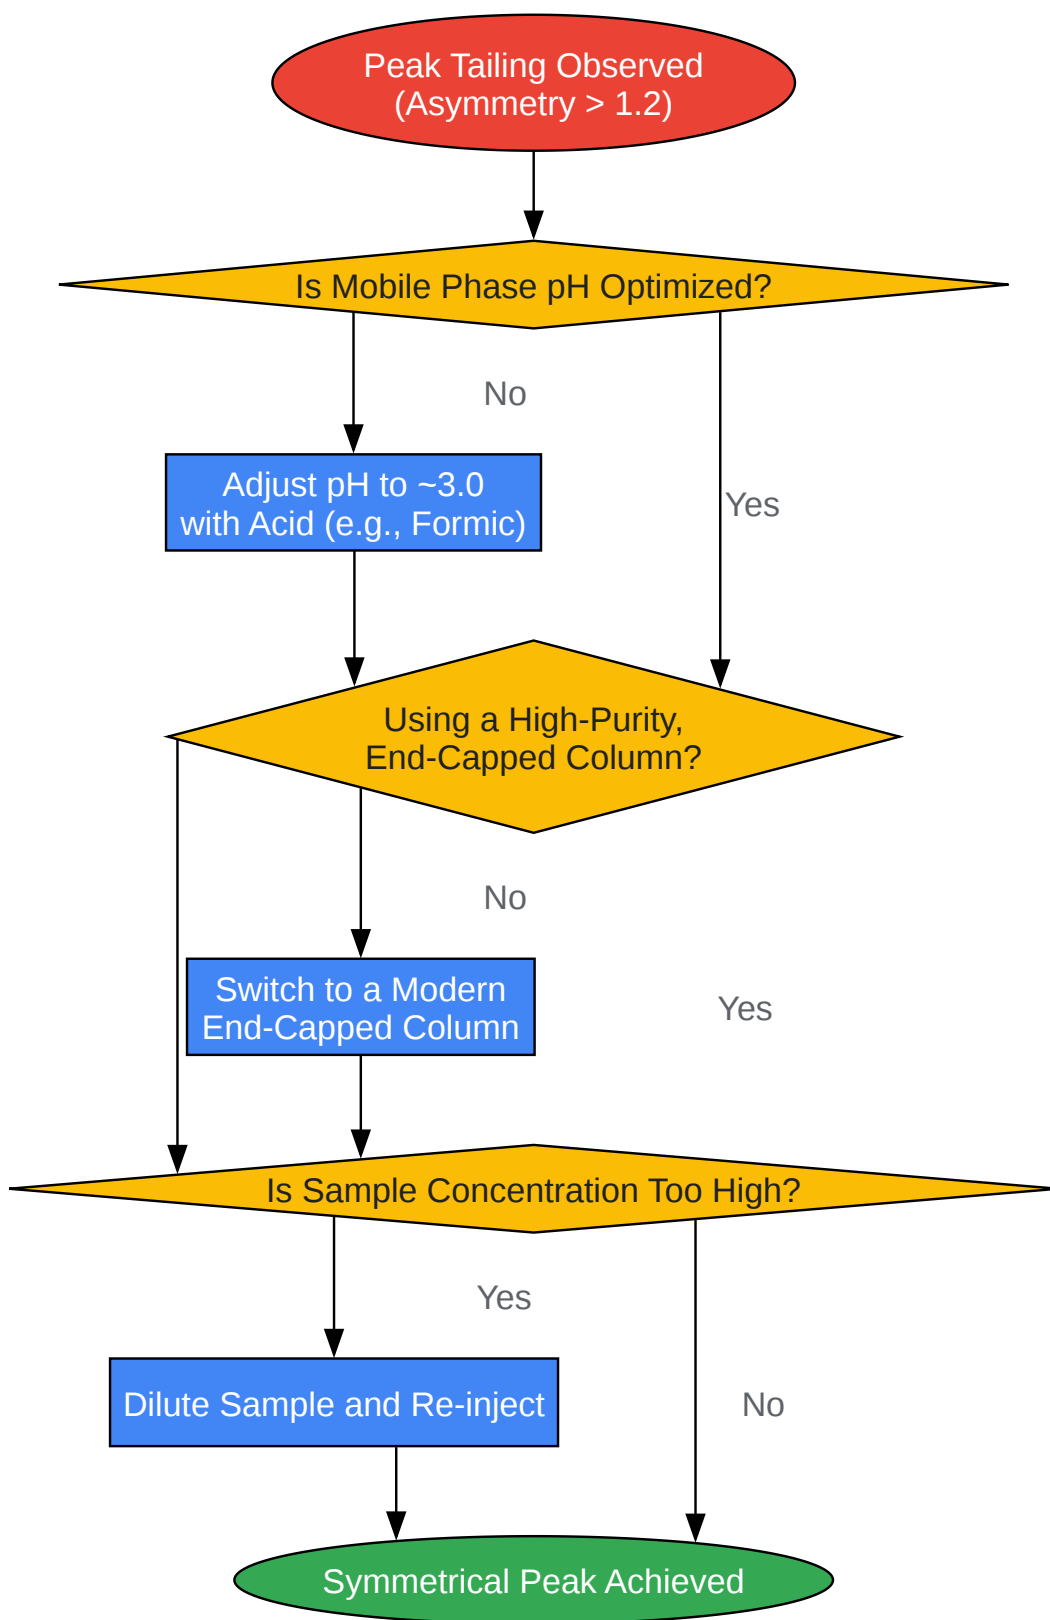 Peak Tailing Observed
(Asymmetry > 1.2)
Is Mobile Phase pH Optimized?
No
Adjust pH to ~3.0
with Acid (e.g., Formic)
Yes
Using a High-Purity,
End-Capped Column?
No
Switch to a Modern
End-Capped Column
Yes
Is Sample Concentration Too High?
Yes
Dilute Sample and Re-inject
No
Symmetrical Peak Achieved